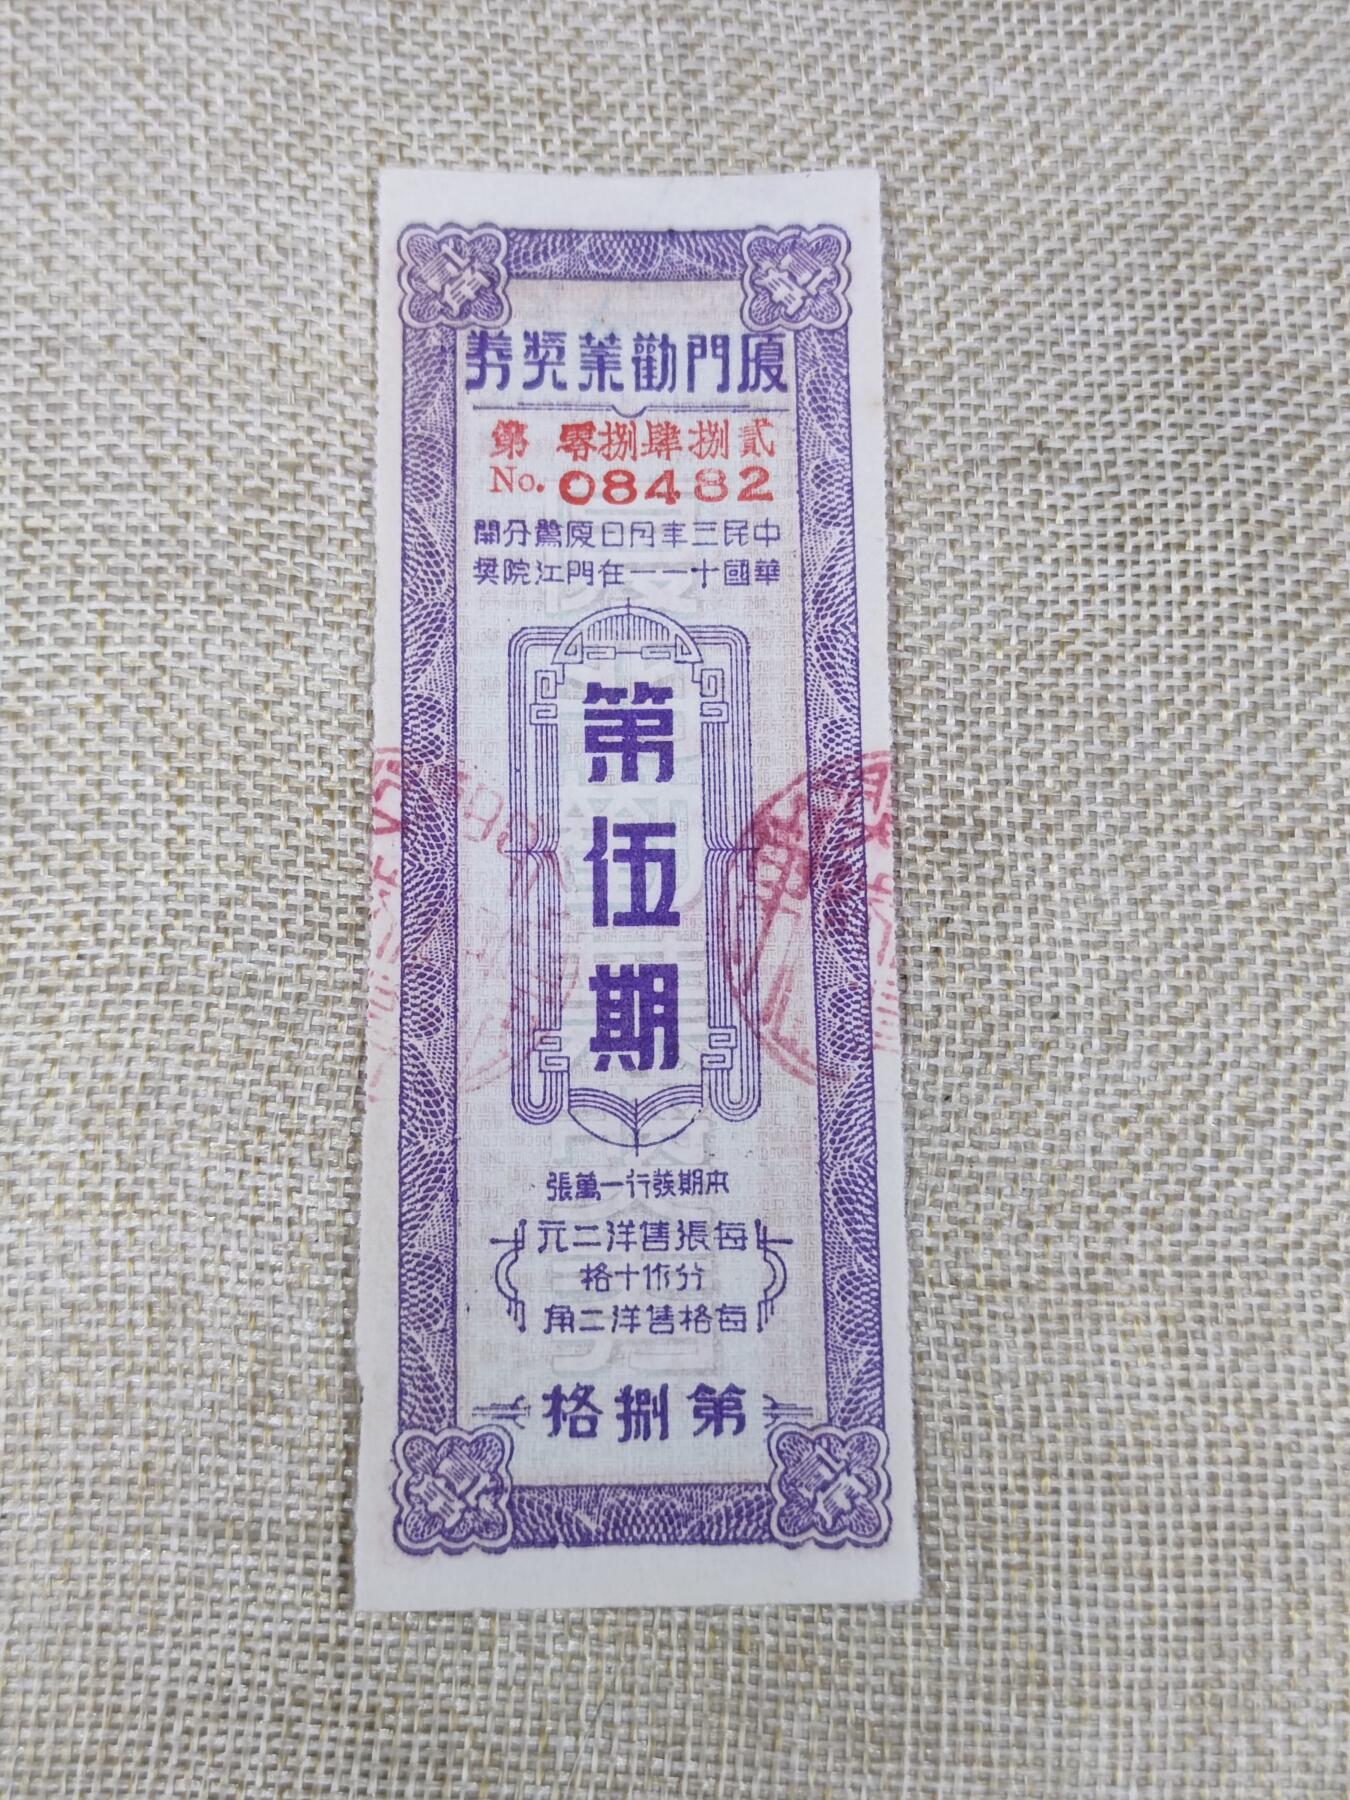 廈門勸業奬券
第 零捌肆捌貳
No. 08482
中華民國三十年一月一日在廈門鷺江分院開奬
第伍期
本期發行一萬張
每張售洋二元
分作十格
每格售洋二角
第捌格